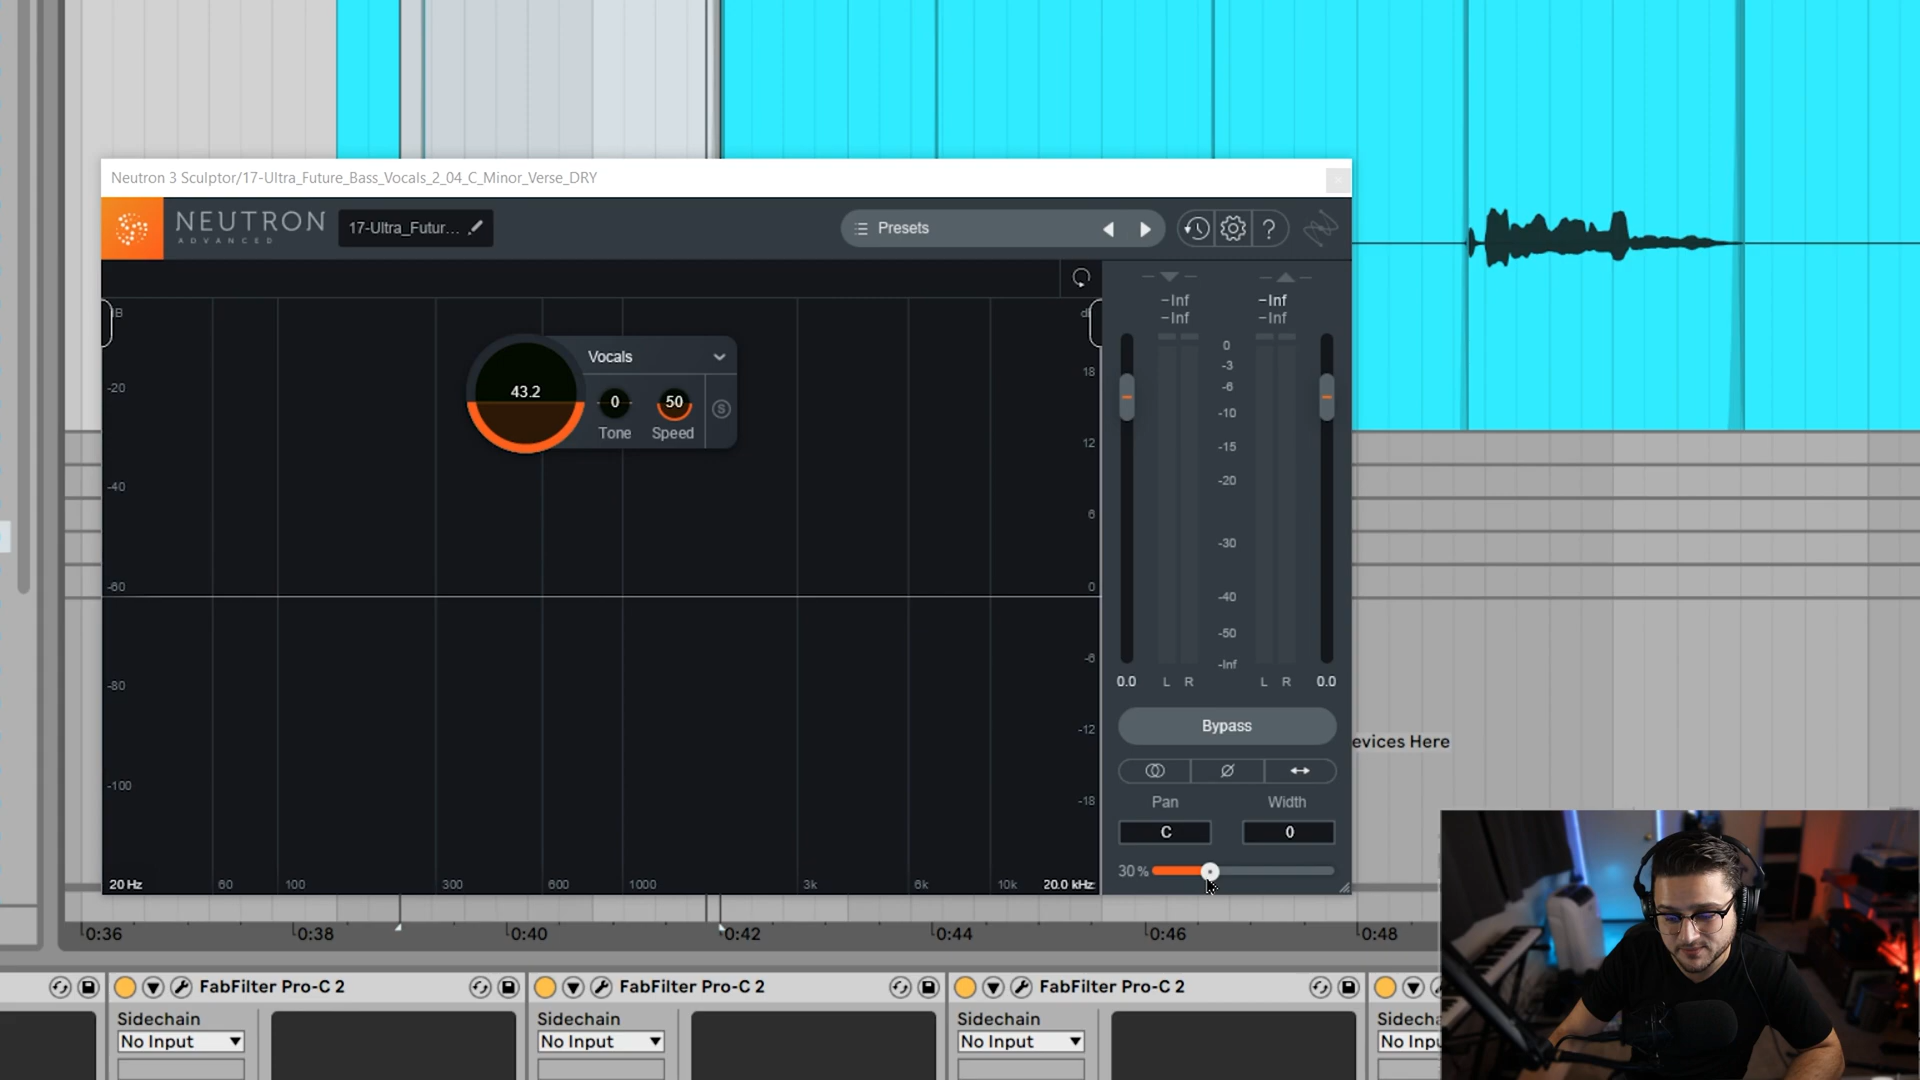 Neutron 3 Sculptor/17-Ultra_Future_Bass_Vocals_2_04_C_Minor_Verse_DRY
NEUTRON
ADVANCED
17-Ultra_Futur...
Presets
?
-Inf -Inf
-Inf -Inf
Vocals
43.2
0 50
Tone Speed
S
-20
-40
-60
-80
-100
18
12
6
0
-6
-12
-18
0
-3
-6
-10
-15
-20
-30
-40
-50
-Inf
0.0 L R L R 0.0
Bypass
Pan Width
C 0
30 %
20 Hz 60 100 300 600 1000 3k 6k 10k 20.0 kHz
evices Here
0:36 0:38 0:40 0:42 0:44 0:46 0:48
FabFilter Pro-C 2 FabFilter Pro-C 2 FabFilter Pro-C 2
Sidechain Sidechain Sidechain Sidecha
No Input No Input No Input No Inpu